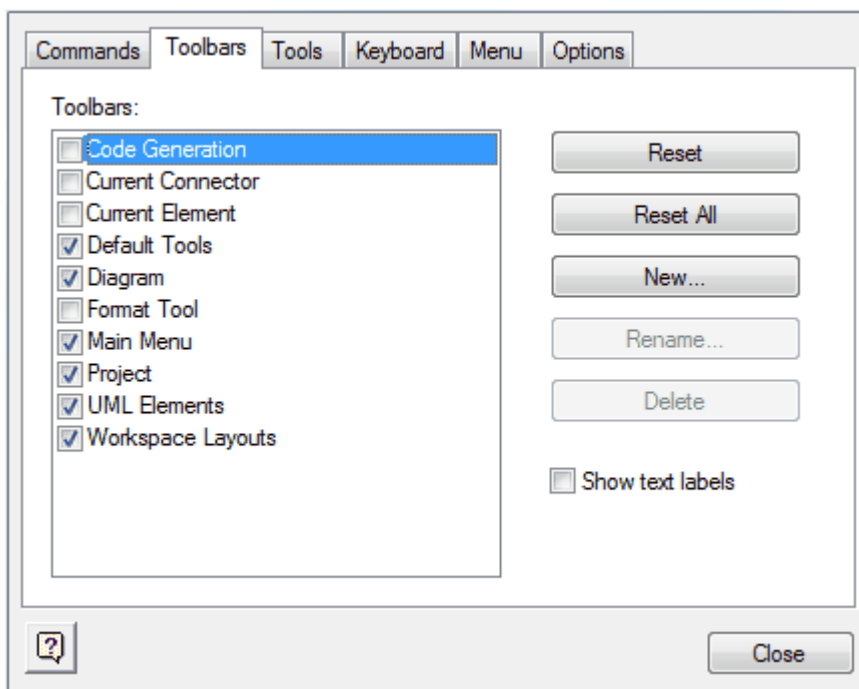 Commands Toolbars Tools Keyboard Menu Options
Toolbars:
Code Generation
Current Connector
Current Element
Default Tools
Diagram
Format Tool
Main Menu
Project
UML Elements
Workspace Layouts
Reset
Reset All
New...
Rename...
Delete
Show text labels
?
Close